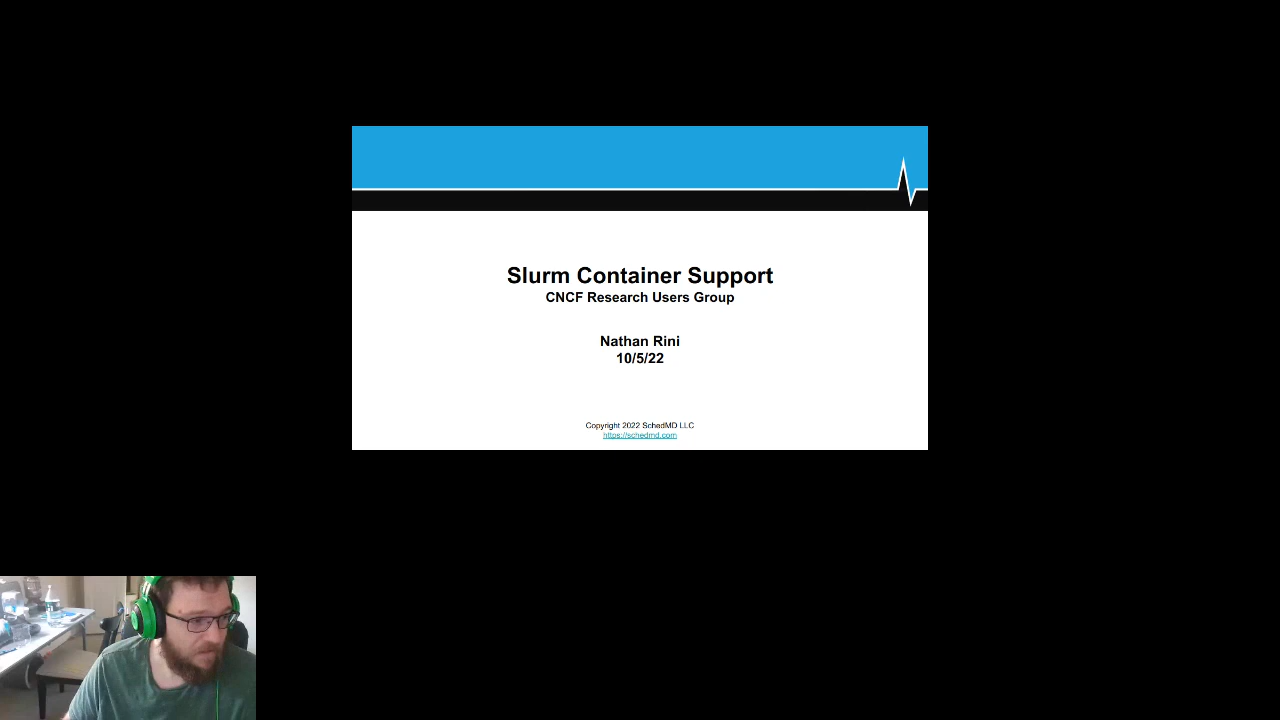 Slurm Container Support
CNCF Research Users Group
Nathan Rini
10/5/22
Copyright 2022 SchedMD LLC
https://schedmd.com